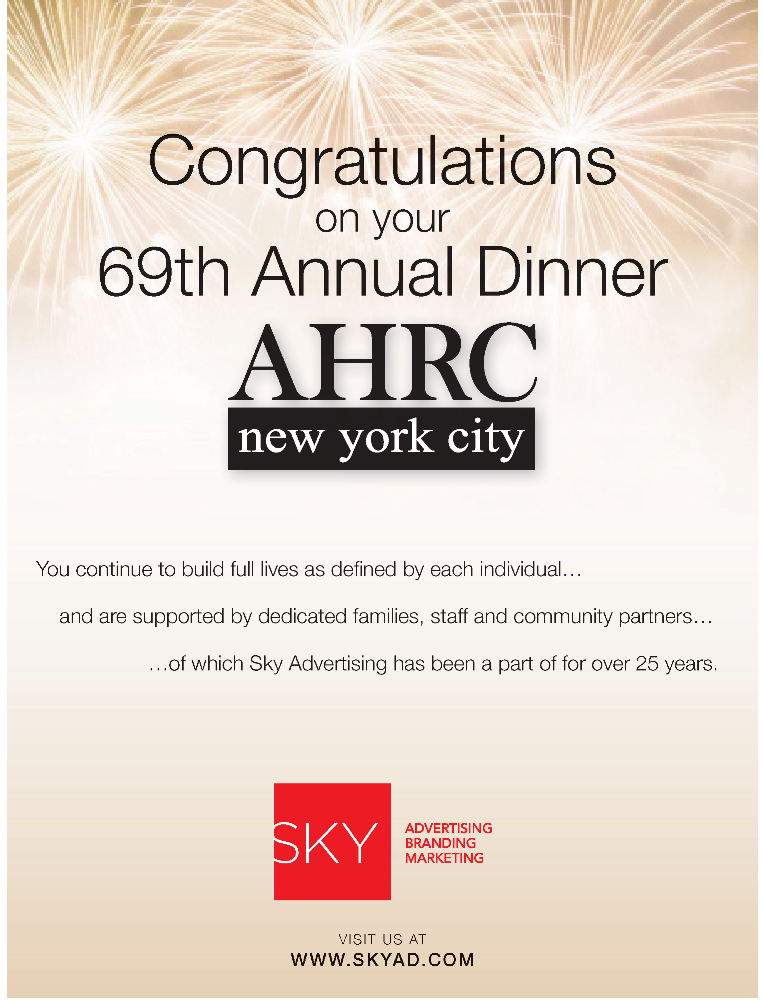 Congratulations
on your
69th Annual Dinner
AHRC
new york city
You continue to build full lives as defined by each individual…
and are supported by dedicated families, staff and community partners…
…of which Sky Advertising has been a part of for over 25 years.
SKY
ADVERTISING
BRANDING
MARKETING
VISIT US AT
WWW.SKYAD.COM